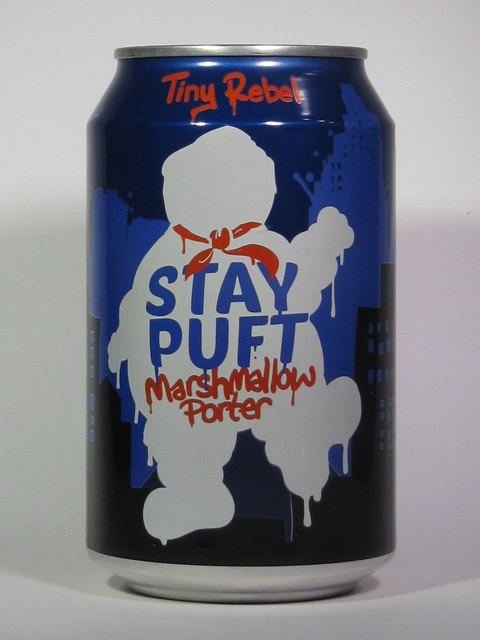 Tiny Rebel
STAY
PUFT
Marshmallow
Porter